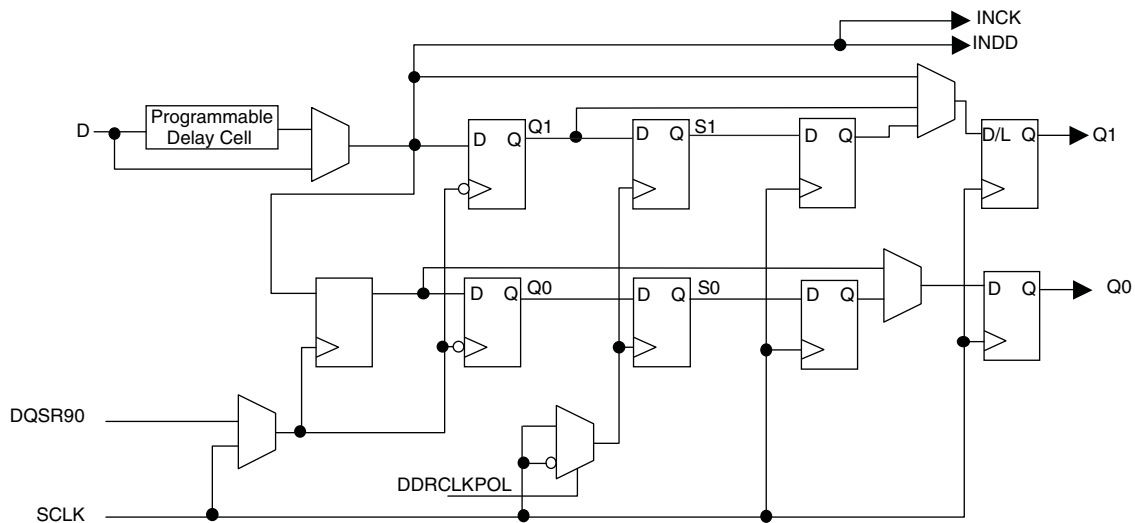 INCK
INDD
D
Programmable
Delay Cell
D Q
Q1
D Q
S1
D Q
D/L Q
Q1
D Q
Q0
D Q
S0
D Q
D Q
Q0
DQSR90
DDRCLKPOL
SCLK